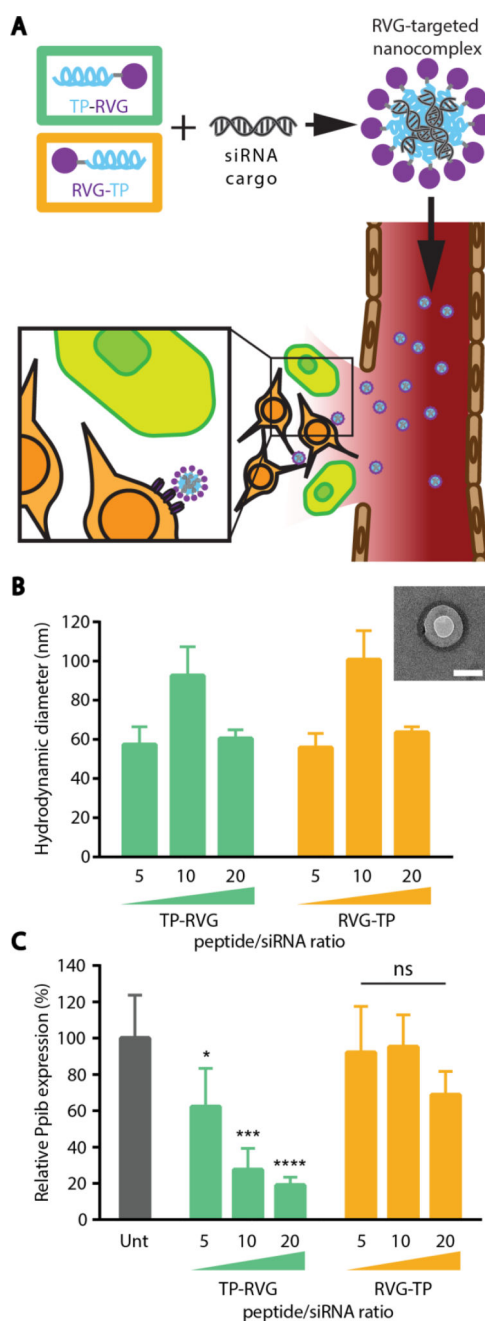 A
TP-RVG
RVG-TP
+
siRNA
cargo
RVG-targeted
nanocomplex
B
Hydrodynamic diameter (nm)
120
100
80
60
40
20
0
5 10 20 5 10 20
TP-RVG RVG-TP
peptide/siRNA ratio
C
Relative Ppib expression (%)
140
120
100
80
60
40
20
0
*
***
****
ns
Unt 5 10 20 5 10 20
TP-RVG RVG-TP
peptide/siRNA ratio